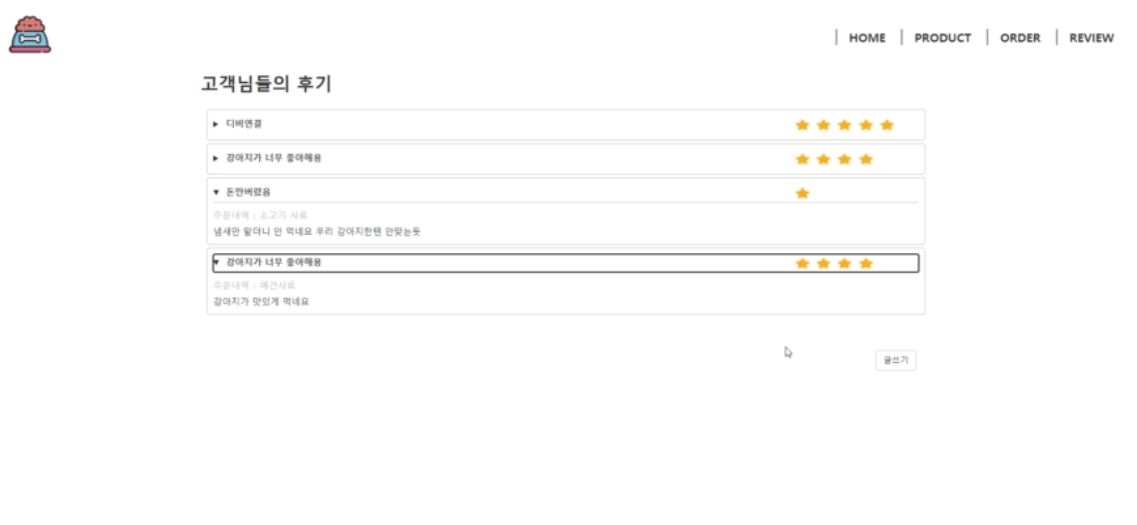 HOME
PRODUCT
ORDER
REVIEW
고객님들의 후기
디비연결
강아지가 너무 좋아해용
돈만버렸음
주문내역 : 소고기 사료
냄새만 맡더니 안 먹네요 우리 강아지한텐 안맞는듯
강아지가 너무 좋아해용
주문내역 : 애견사료
강아지가 맛있게 먹네요
글쓰기